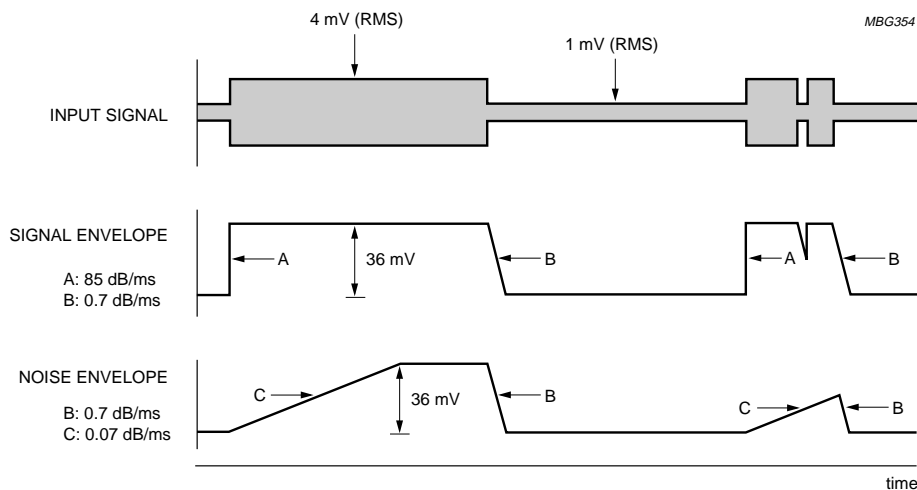 4 mV (RMS)
MBG354
1 mV (RMS)
INPUT SIGNAL
SIGNAL ENVELOPE
A
36 mV
B
A
B
A: 85 dB/ms
B: 0.7 dB/ms
NOISE ENVELOPE
C
36 mV
B
C
B
B: 0.7 dB/ms
C: 0.07 dB/ms
time